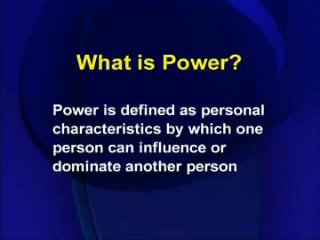 What is Power?
Power is defined as personal
characteristics by which one
person can influence or
dominate another person